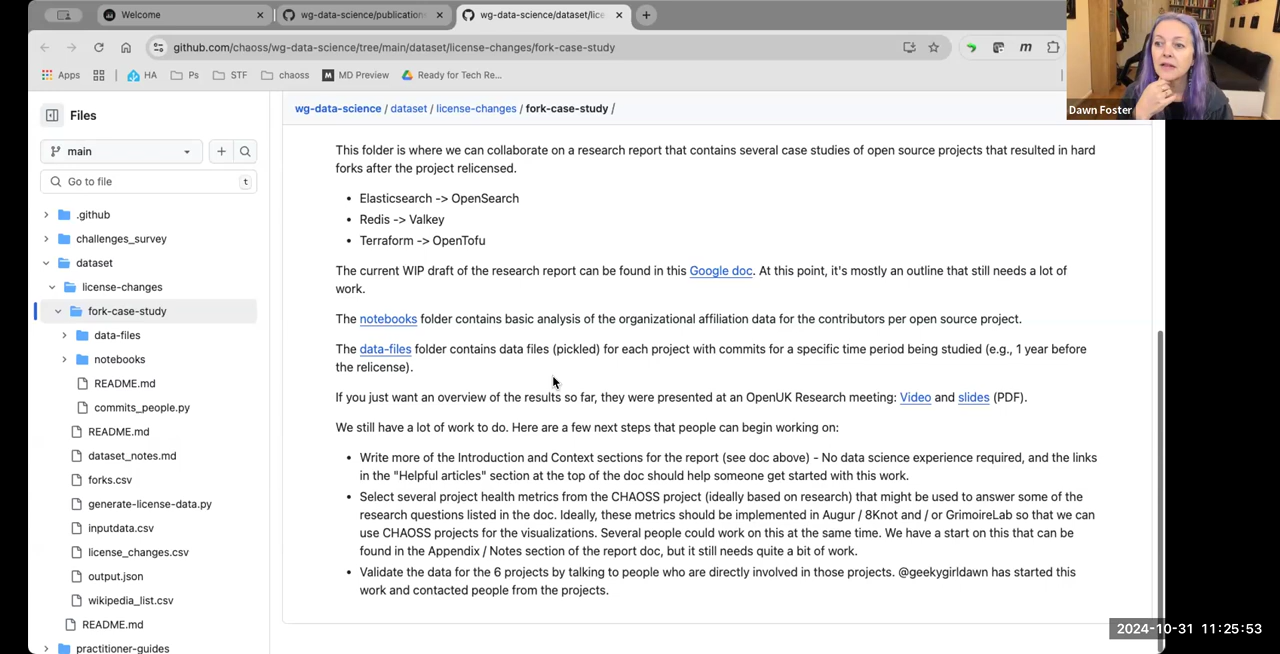 Welcome
wg-data-science/publication
wg-data-science/dataset/lice
github.com/chaoss/wg-data-science/tree/main/dataset/license-changes/fork-case-study
Apps
HA
Ps
STF
chaoss
M MD Preview
Ready for Tech Re...
Dawn Foster
Files
main
Go to file
t
.github
challenges_survey
dataset
license-changes
fork-case-study
data-files
notebooks
README.md
commits_people.py
README.md
dataset_notes.md
forks.csv
generate-license-data.py
inputdata.csv
license_changes.csv
output.json
wikipedia_list.csv
README.md
practitioner-guides
wg-data-science / dataset / license-changes / fork-case-study /
This folder is where we can collaborate on a research report that contains several case studies of open source projects that resulted in hard
forks after the project relicensed.
• Elasticsearch -> OpenSearch
• Redis -> Valkey
• Terraform -> OpenTofu
The current WIP draft of the research report can be found in this Google doc. At this point, it's mostly an outline that still needs a lot of
work.
The notebooks folder contains basic analysis of the organizational affiliation data for the contributors per open source project.
The data-files folder contains data files (pickled) for each project with commits for a specific time period being studied (e.g., 1 year before
the relicense).
If you just want an overview of the results so far, they were presented at an OpenUK Research meeting: Video and slides (PDF).
We still have a lot of work to do. Here are a few next steps that people can begin working on:
• Write more of the Introduction and Context sections for the report (see doc above) - No data science experience required, and the links
in the "Helpful articles" section at the top of the doc should help someone get started with this work.
• Select several project health metrics from the CHAOSS project (ideally based on research) that might be used to answer some of the
research questions listed in the doc. Ideally, these metrics should be implemented in Augur / 8Knot and / or GrimoireLab so that we can
use CHAOSS projects for the visualizations. Several people could work on this at the same time. We have a start on this that can be
found in the Appendix / Notes section of the report doc, but it still needs quite a bit of work.
• Validate the data for the 6 projects by talking to people who are directly involved in those projects. @geekygirldawn has started this
work and contacted people from the projects.
2024-10-31 11:25:53